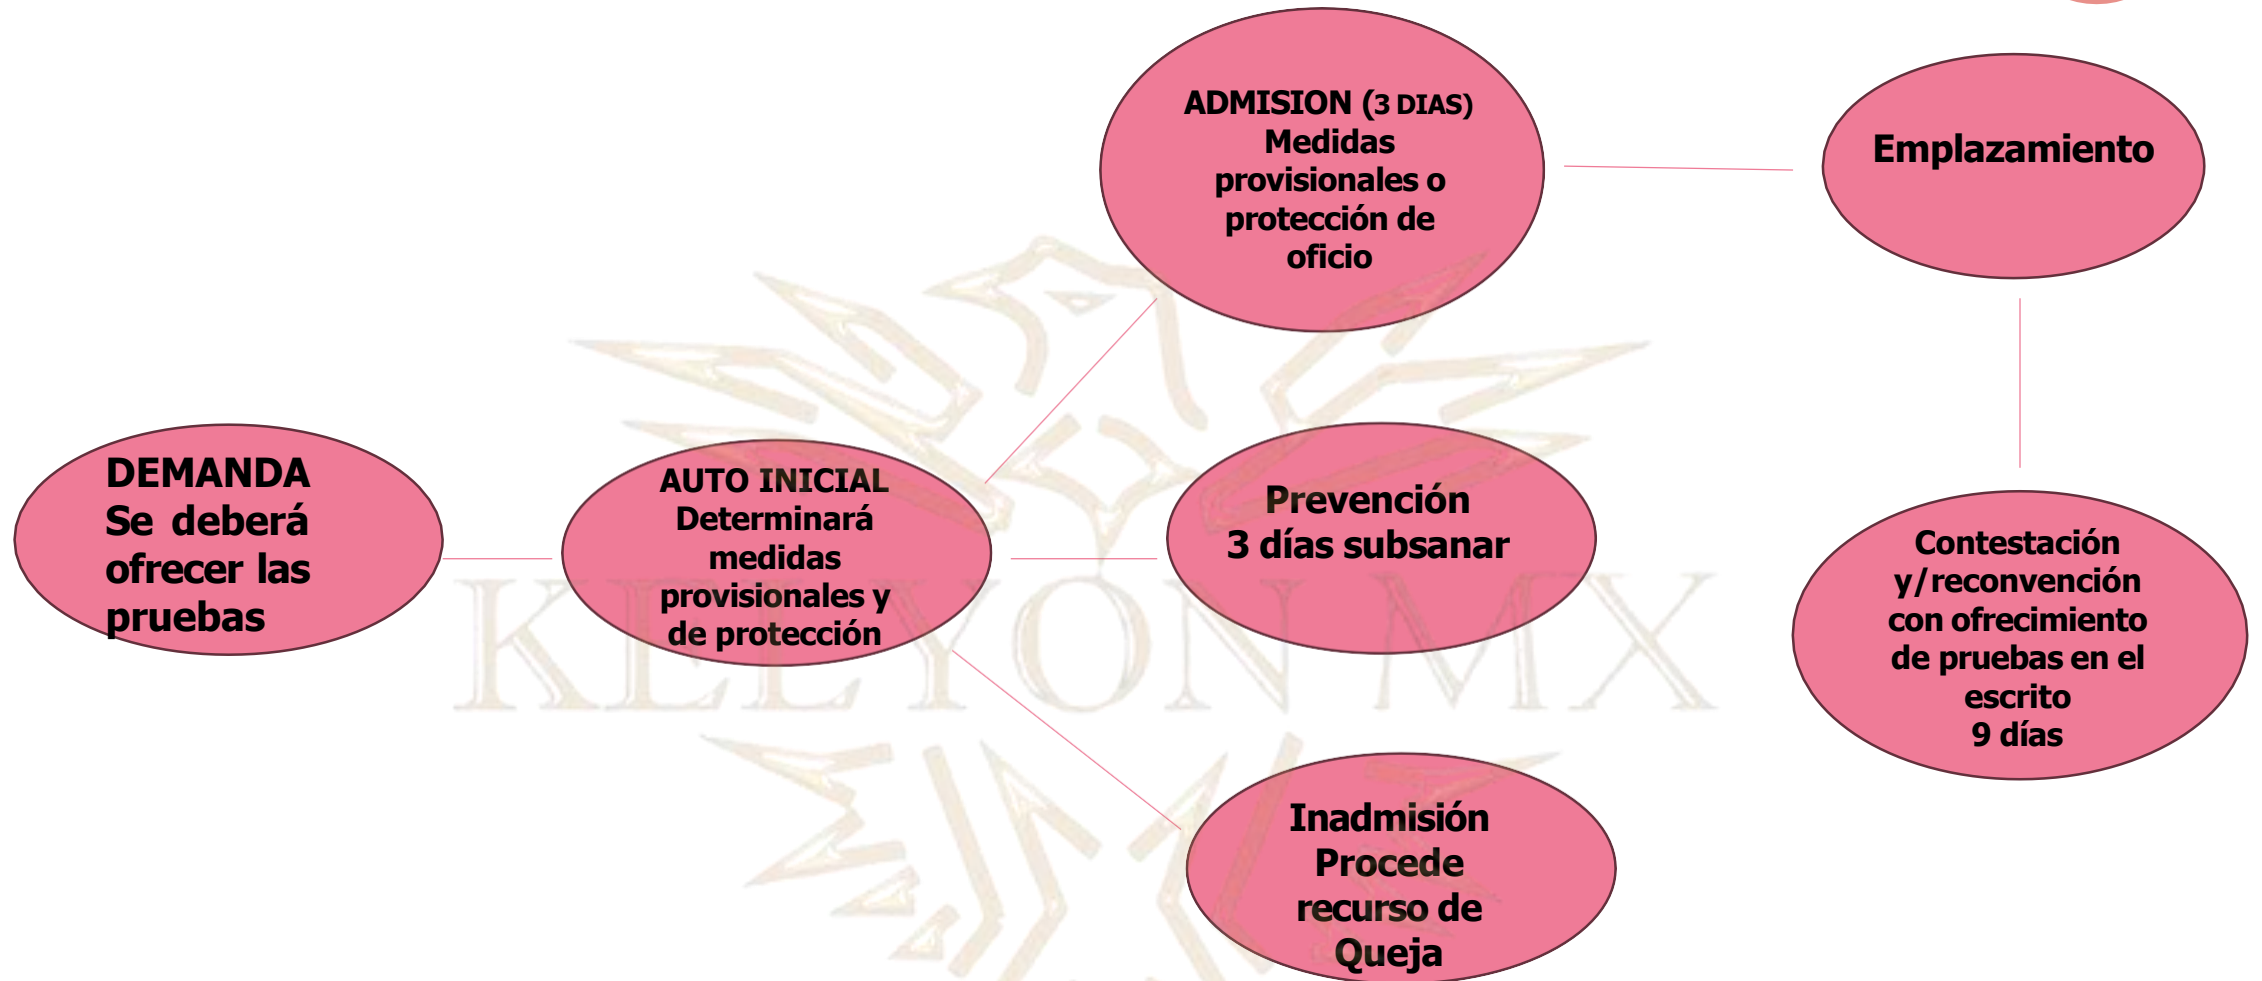 DEMANDA
Se deberá
ofrecer las
pruebas
AUTO INICIAL
Determinará
medidas
provisionales y
de protección
ADMISION (3 DIAS)
Medidas
provisionales o
protección de
oficio
Prevención
3 días subsanar
Inadmisión
Procede
recurso de
Queja
Emplazamiento
Contestación
y/reconvención
con ofrecimiento
de pruebas en el
escrito
9 días
KELYON MX